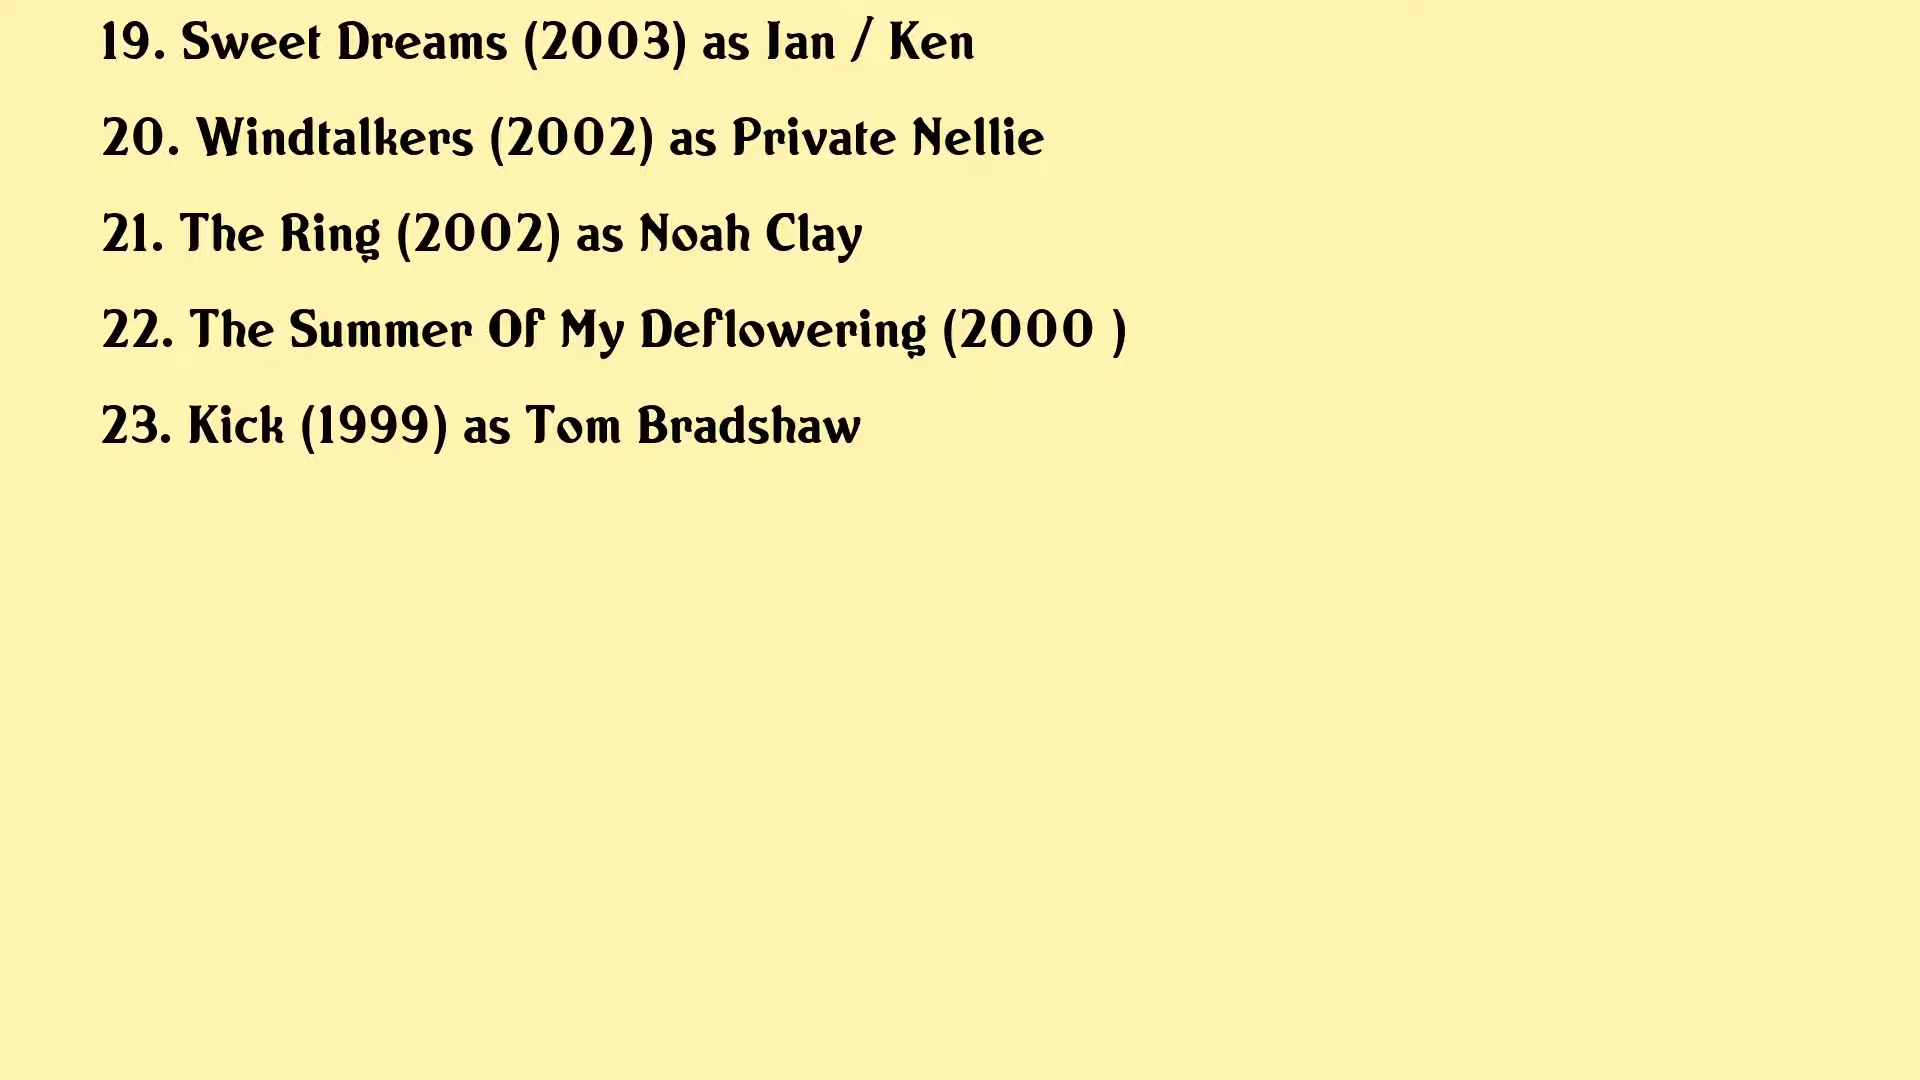 19. Sweet Dreams (2003) as Jan / Ken
20. Windtalkers (2002) as Private Nellie
21. The Ring (2002) as Noah Clay
22. The Summer Of My Deflowering (2000 )
23. Kick (1999) as Tom Bradshaw